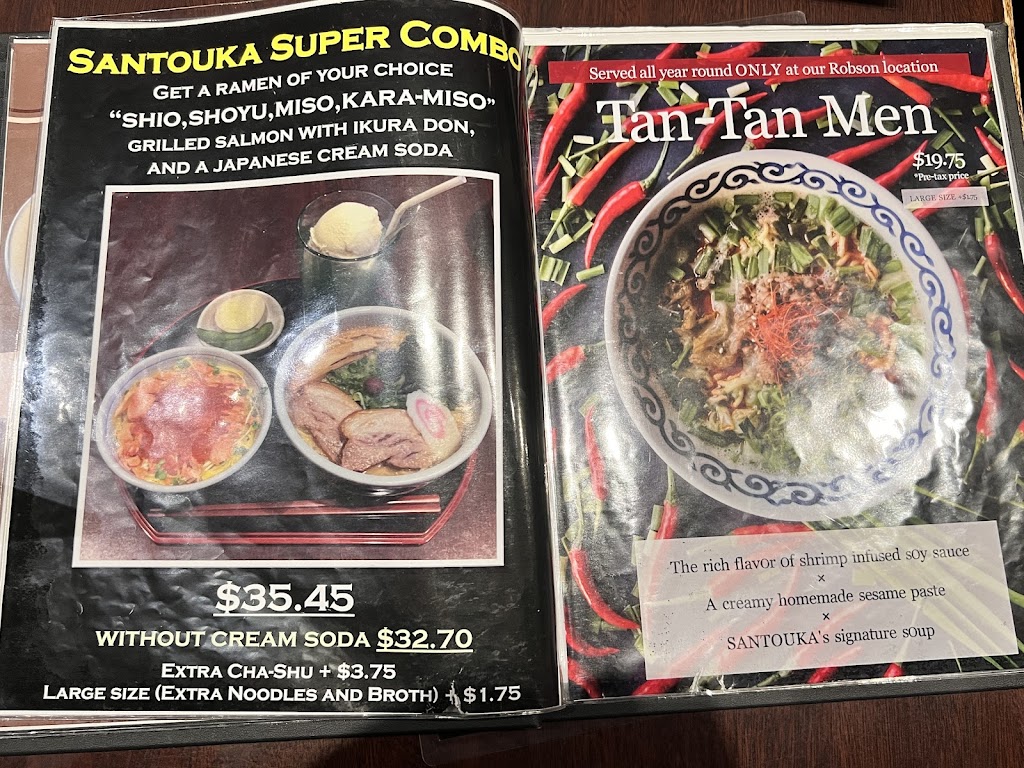 SANTOUKA SUPER COMBO
GET A RAMEN OF YOUR CHOICE
"SHIO,SHOYU,MISO,KARA-MISO"
GRILLED SALMON WITH IKURA DON,
AND A JAPANESE CREAM SODA
$35.45
WITHOUT CREAM SODA $32.70
EXTRA CHA-SHU + $3.75
LARGE SIZE (EXTRA NOODLES AND BROTH) + $1.75
Served all year round ONLY at our Robson location
Tan-Tan Men
$19.75
*Pre-tax price
LARGE SIZE +$1.75
The rich flavor of shrimp infused soy sauce
×
A creamy homemade sesame paste
×
SANTOUKA's signature soup